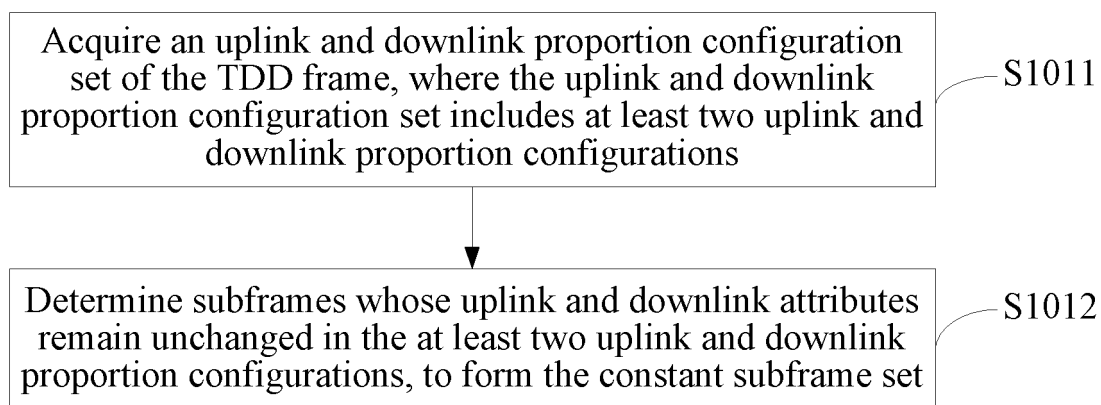 Acquire an uplink and downlink proportion configuration
set of the TDD frame, where the uplink and downlink
proportion configuration set includes at least two uplink and
downlink proportion configurations
S1011
Determine subframes whose uplink and downlink attributes
remain unchanged in the at least two uplink and downlink
proportion configurations, to form the constant subframe set
S1012